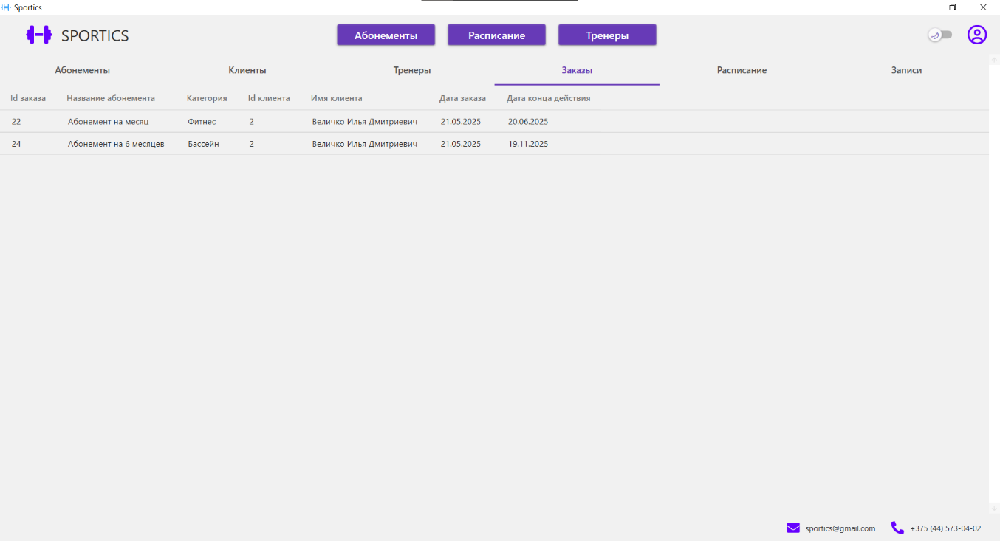 Sportics
SPORTICS
Абонементы Расписание Тренеры
Абонементы Клиенты Тренеры Заказы Расписание Записи
Id заказа Название абонемента Категория Id клиента Имя клиента Дата заказа Дата конца действия
22 Абонемент на месяц Фитнес 2 Величко Илья Дмитриевич 21.05.2025 20.06.2025
24 Абонемент на 6 месяцев Бассейн 2 Величко Илья Дмитриевич 21.05.2025 19.11.2025
sportics@gmail.com +375 (44) 573-04-02